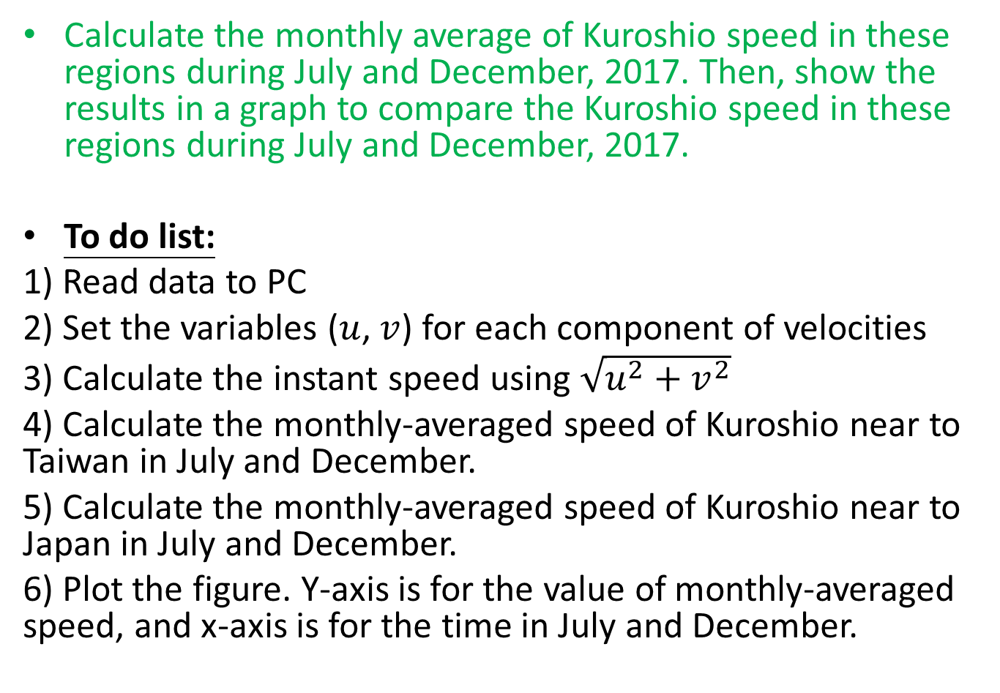 • Calculate the monthly average of Kuroshio speed in these
regions during July and December, 2017. Then, show the
results in a graph to compare the Kuroshio speed in these
regions during July and December, 2017.
• To do list:
1) Read data to PC
2) Set the variables (𝑢, 𝑣) for each component of velocities
3) Calculate the instant speed using √𝑢² + 𝑣²
4) Calculate the monthly-averaged speed of Kuroshio near to
Taiwan in July and December.
5) Calculate the monthly-averaged speed of Kuroshio near to
Japan in July and December.
6) Plot the figure. Y-axis is for the value of monthly-averaged
speed, and x-axis is for the time in July and December.